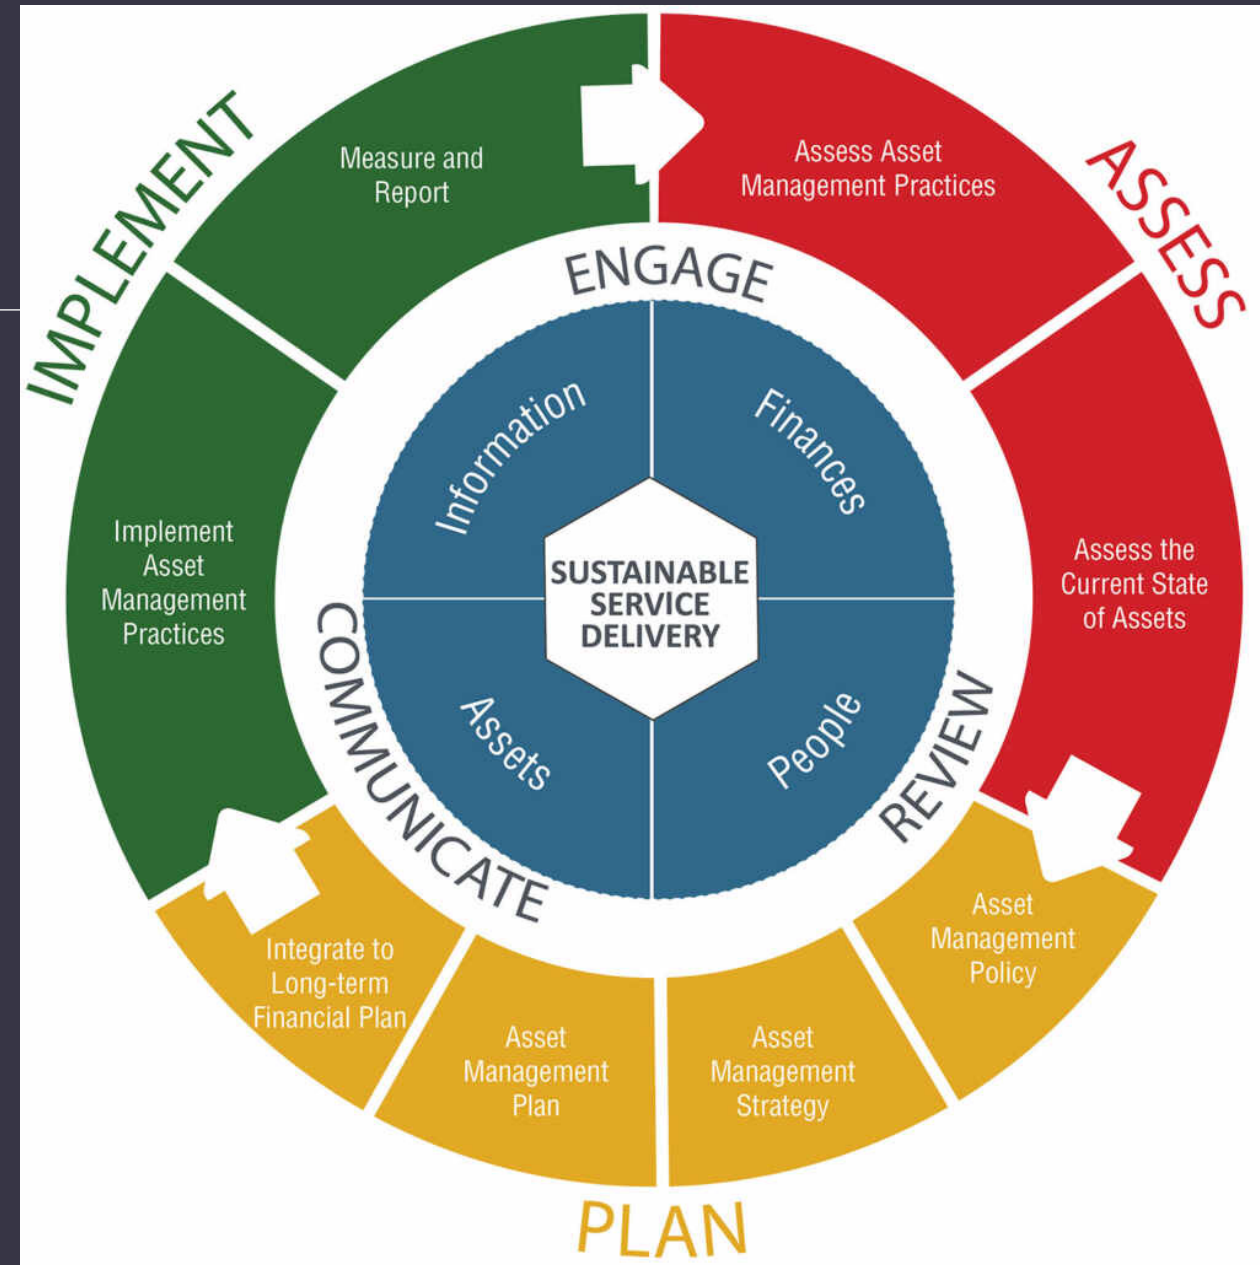 IMPLEMENT
Measure and
Report
Assess Asset
Management Practices
ASSESS
ENGAGE
Information
Finances
Implement
Asset
Management
Practices
SUSTAINABLE
SERVICE
DELIVERY
Assess the
Current State
of Assets
COMMUNICATE
Assets
People
REVIEW
Integrate to
Long-term
Financial Plan
Asset
Management
Plan
Asset
Management
Strategy
Asset
Management
Policy
PLAN